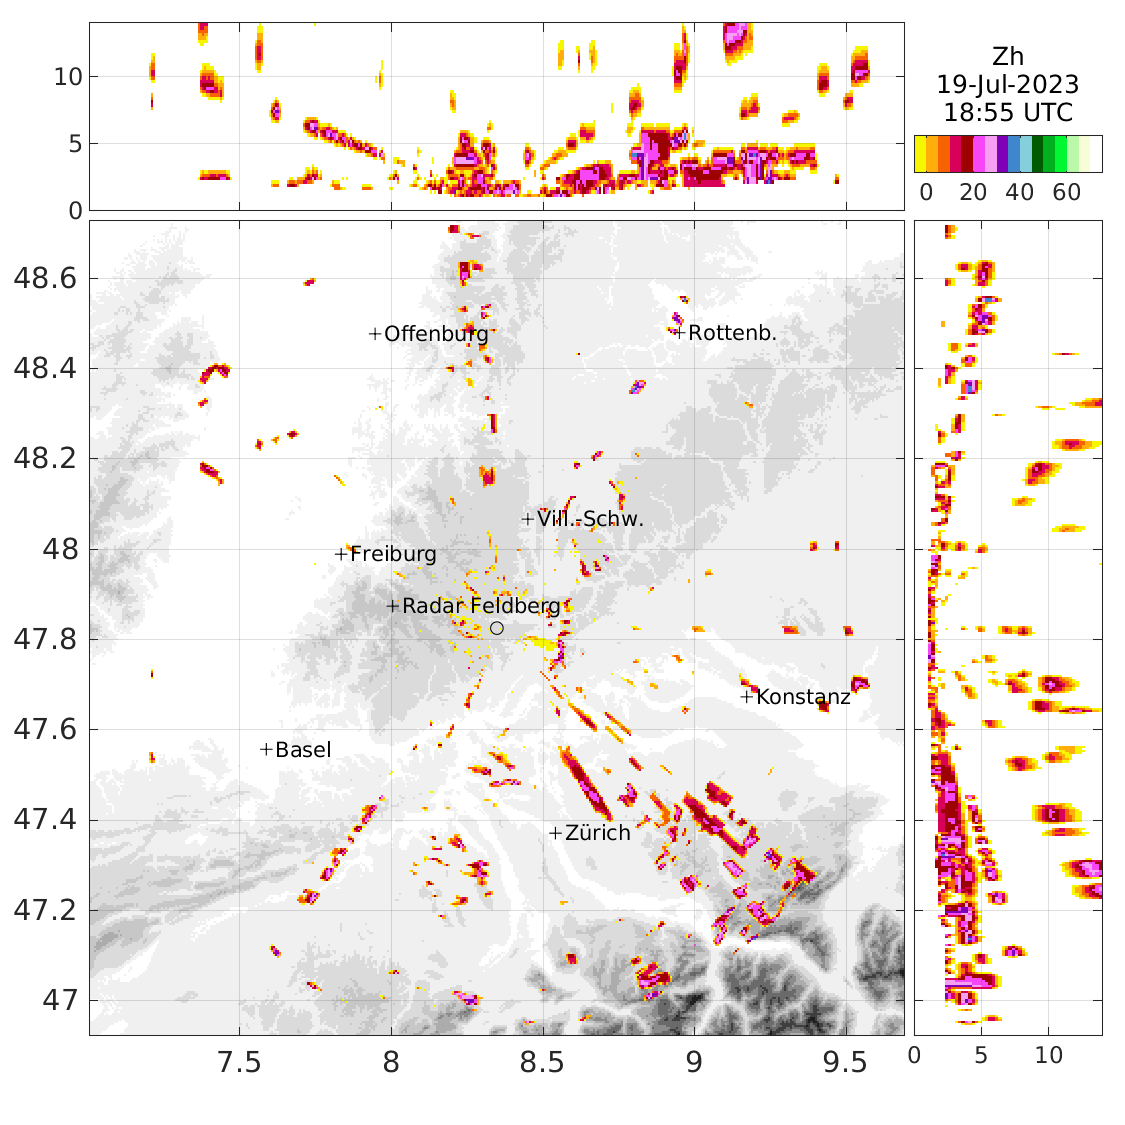 10
5
0
Zh
19-Jul-2023
18:55 UTC
0 20 40 60
48.6
48.4
48.2
48
47.8
47.6
47.4
47.2
47
+Offenburg
+Rottenb.
+Vill.-Schw.
+Freiburg
+Radar Feldberg
+Konstanz
+Basel
+Zürich
7.5 8 8.5 9 9.5
0 5 10